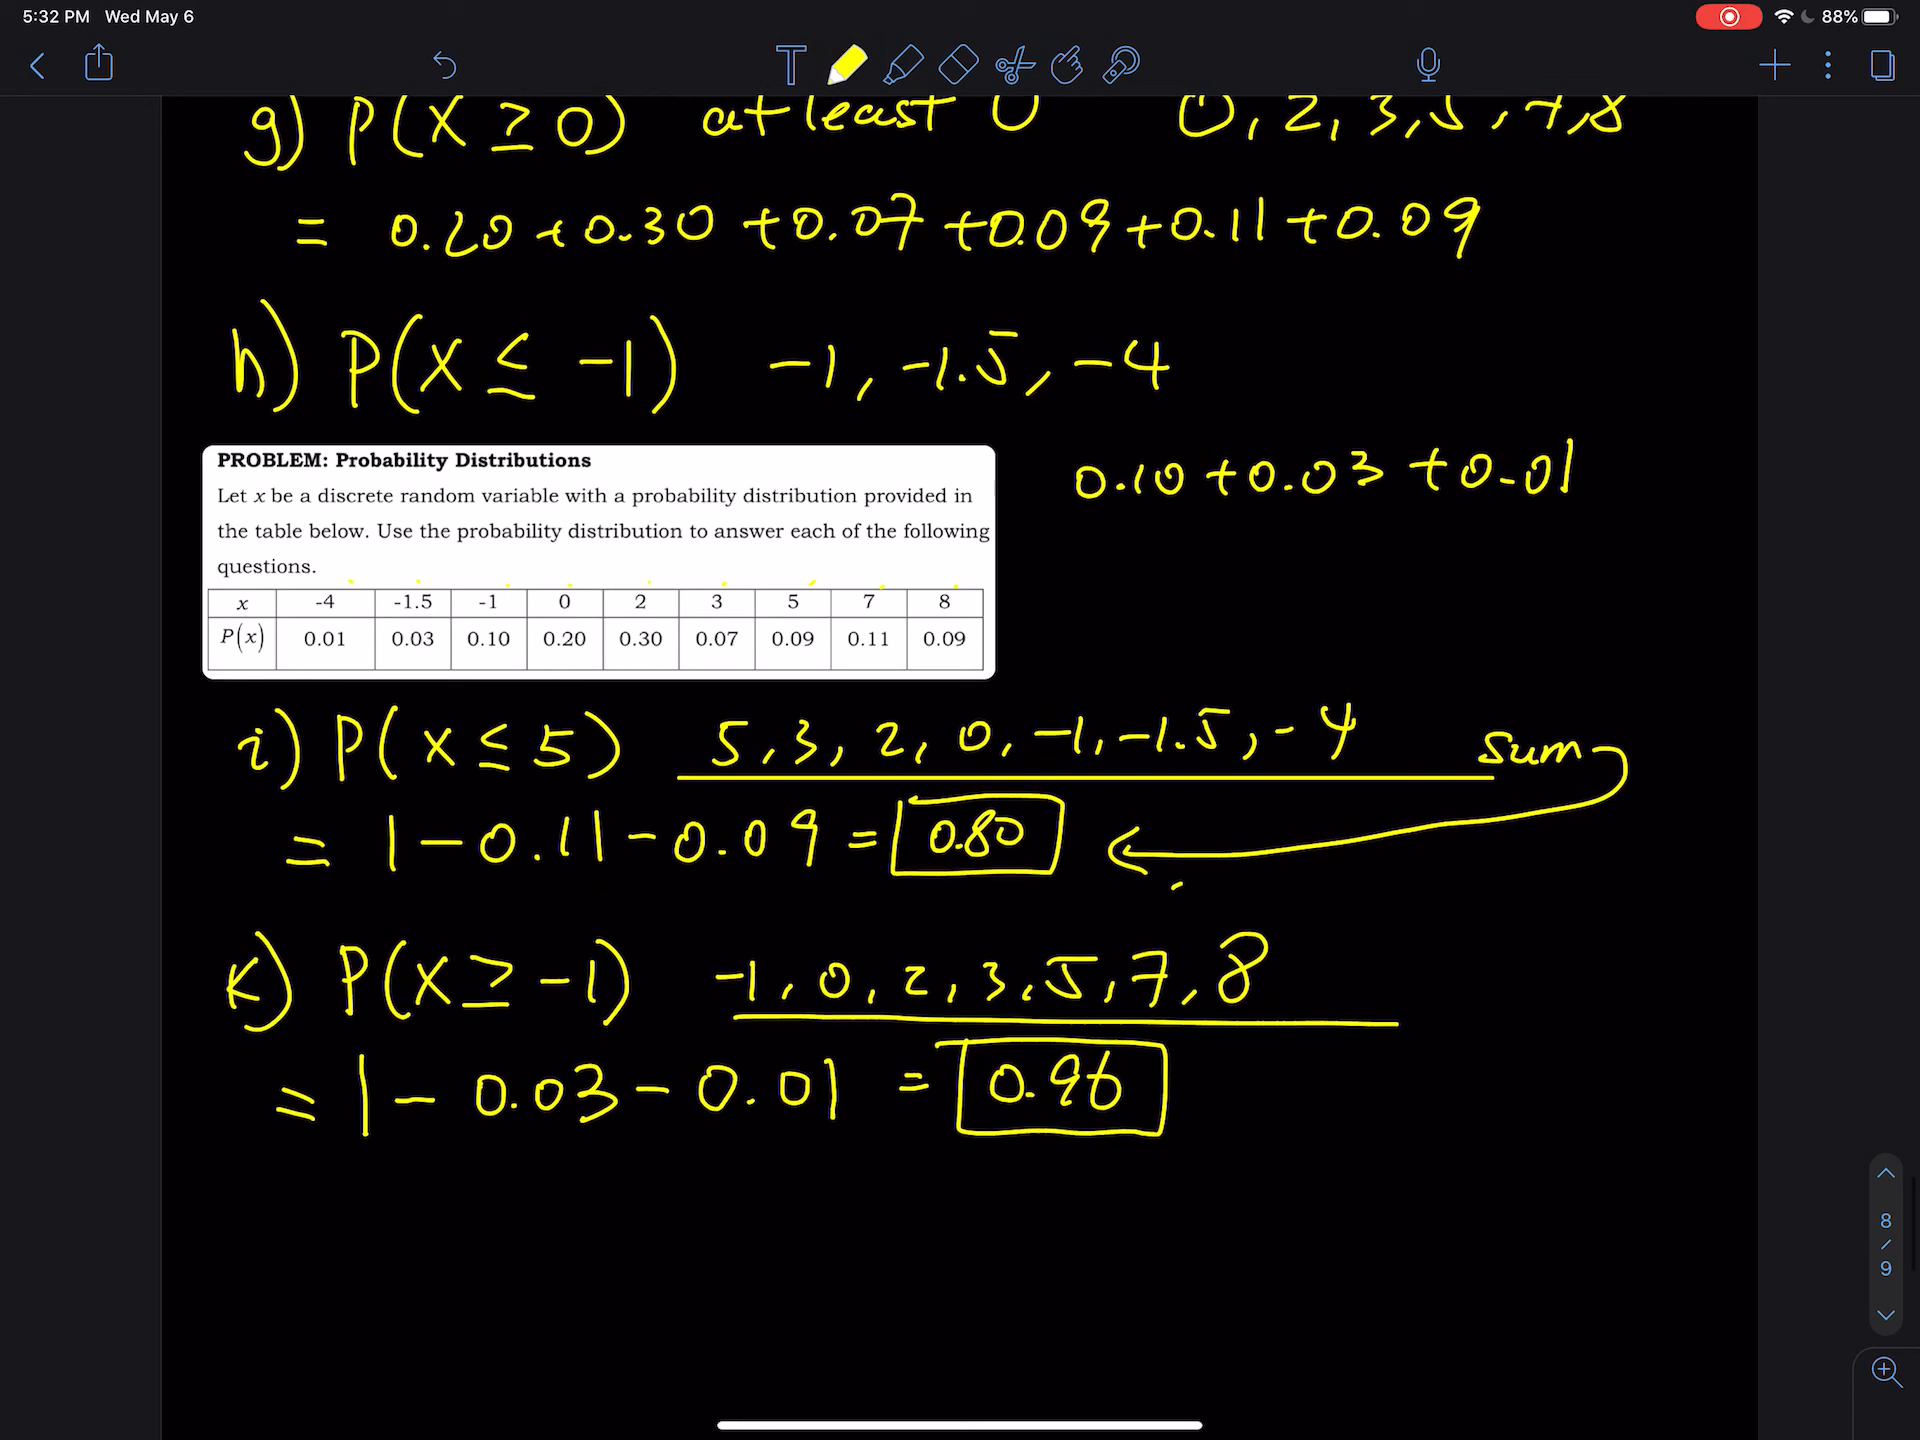 5:32 PM Wed May 6
88%
g) P(X ≥ 0) at least 0 0, 2, 3, 5, 7, 8
= 0.20 + 0.30 + 0.07 + 0.09 + 0.11 + 0.09
h) P(X ≤ -1) -1, -1.5, -4
PROBLEM: Probability Distributions
Let x be a discrete random variable with a probability distribution provided in
the table below. Use the probability distribution to answer each of the following
questions.
0.10 + 0.03 + 0.01
x -4 -1.5 -1 0 2 3 5 7 8
P(x) 0.01 0.03 0.10 0.20 0.30 0.07 0.09 0.11 0.09
i) P(X ≤ 5) 5, 3, 2, 0, -1, -1.5, -4 sum
= 1 - 0.11 - 0.09 = 0.80
K) P(X ≥ -1) -1, 0, 2, 3, 5, 7, 8
= 1 - 0.03 - 0.01 = 0.96
8
/
9